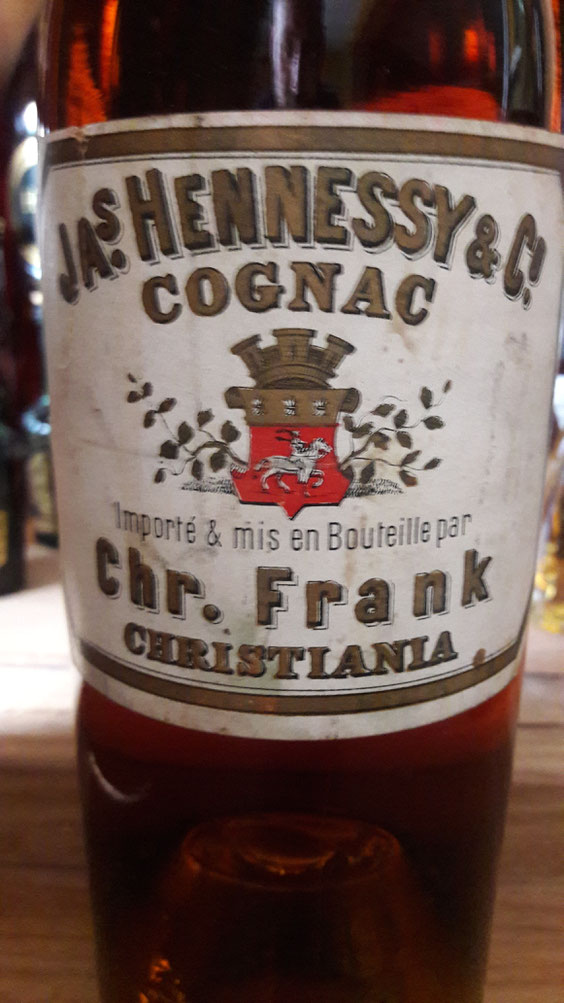 JAS. HENNESSY & Co.
COGNAC
Importé & mis en Bouteille par
Chr. Frank
CHRISTIANIA